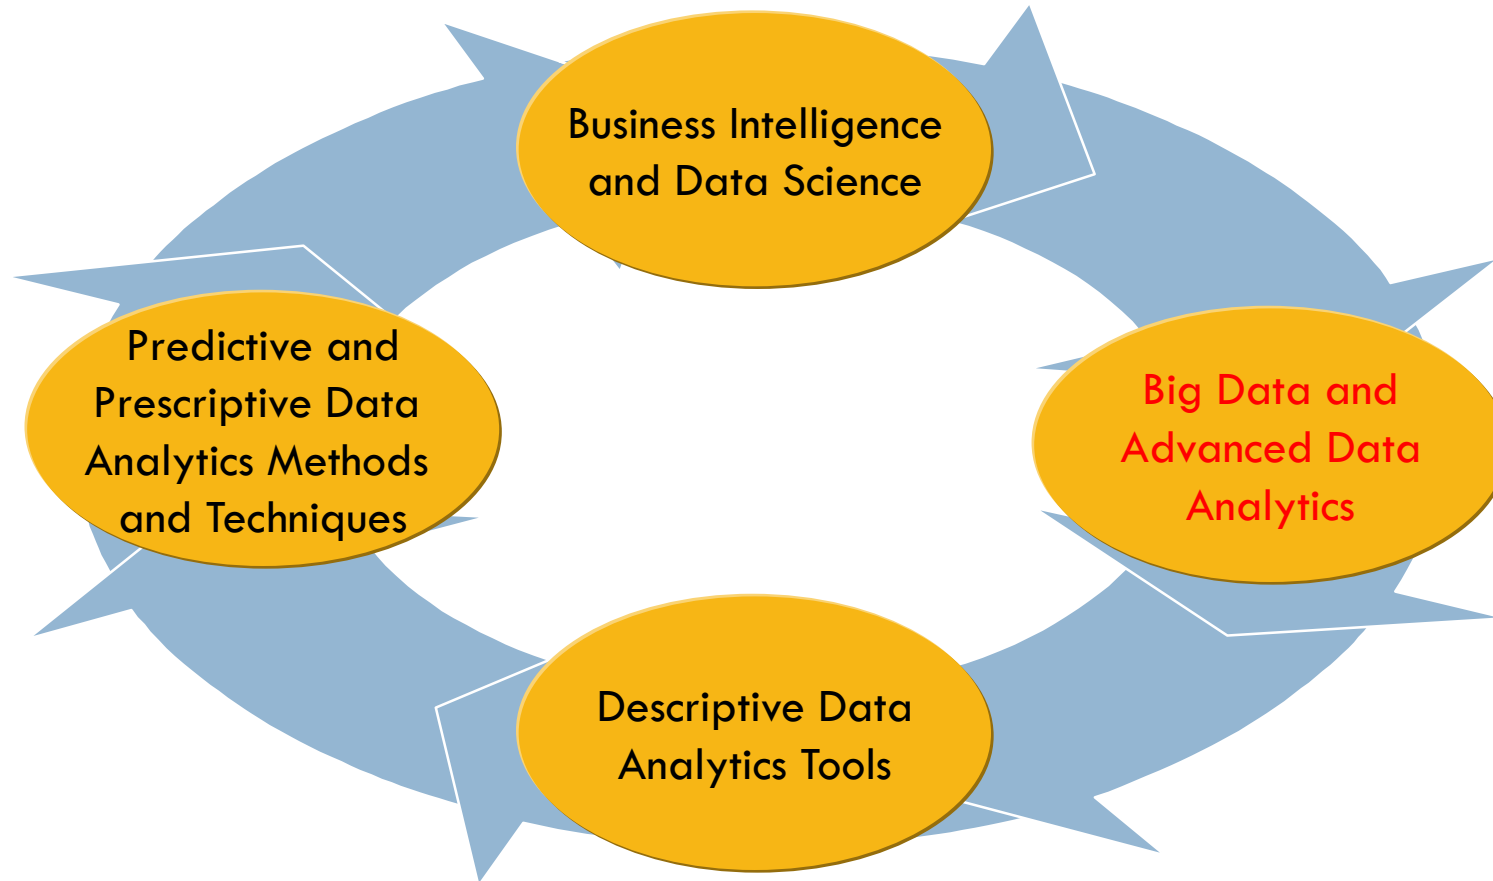 Business Intelligence
and Data Science
Big Data and
Advanced Data
Analytics
Descriptive Data
Analytics Tools
Predictive and
Prescriptive Data
Analytics Methods
and Techniques